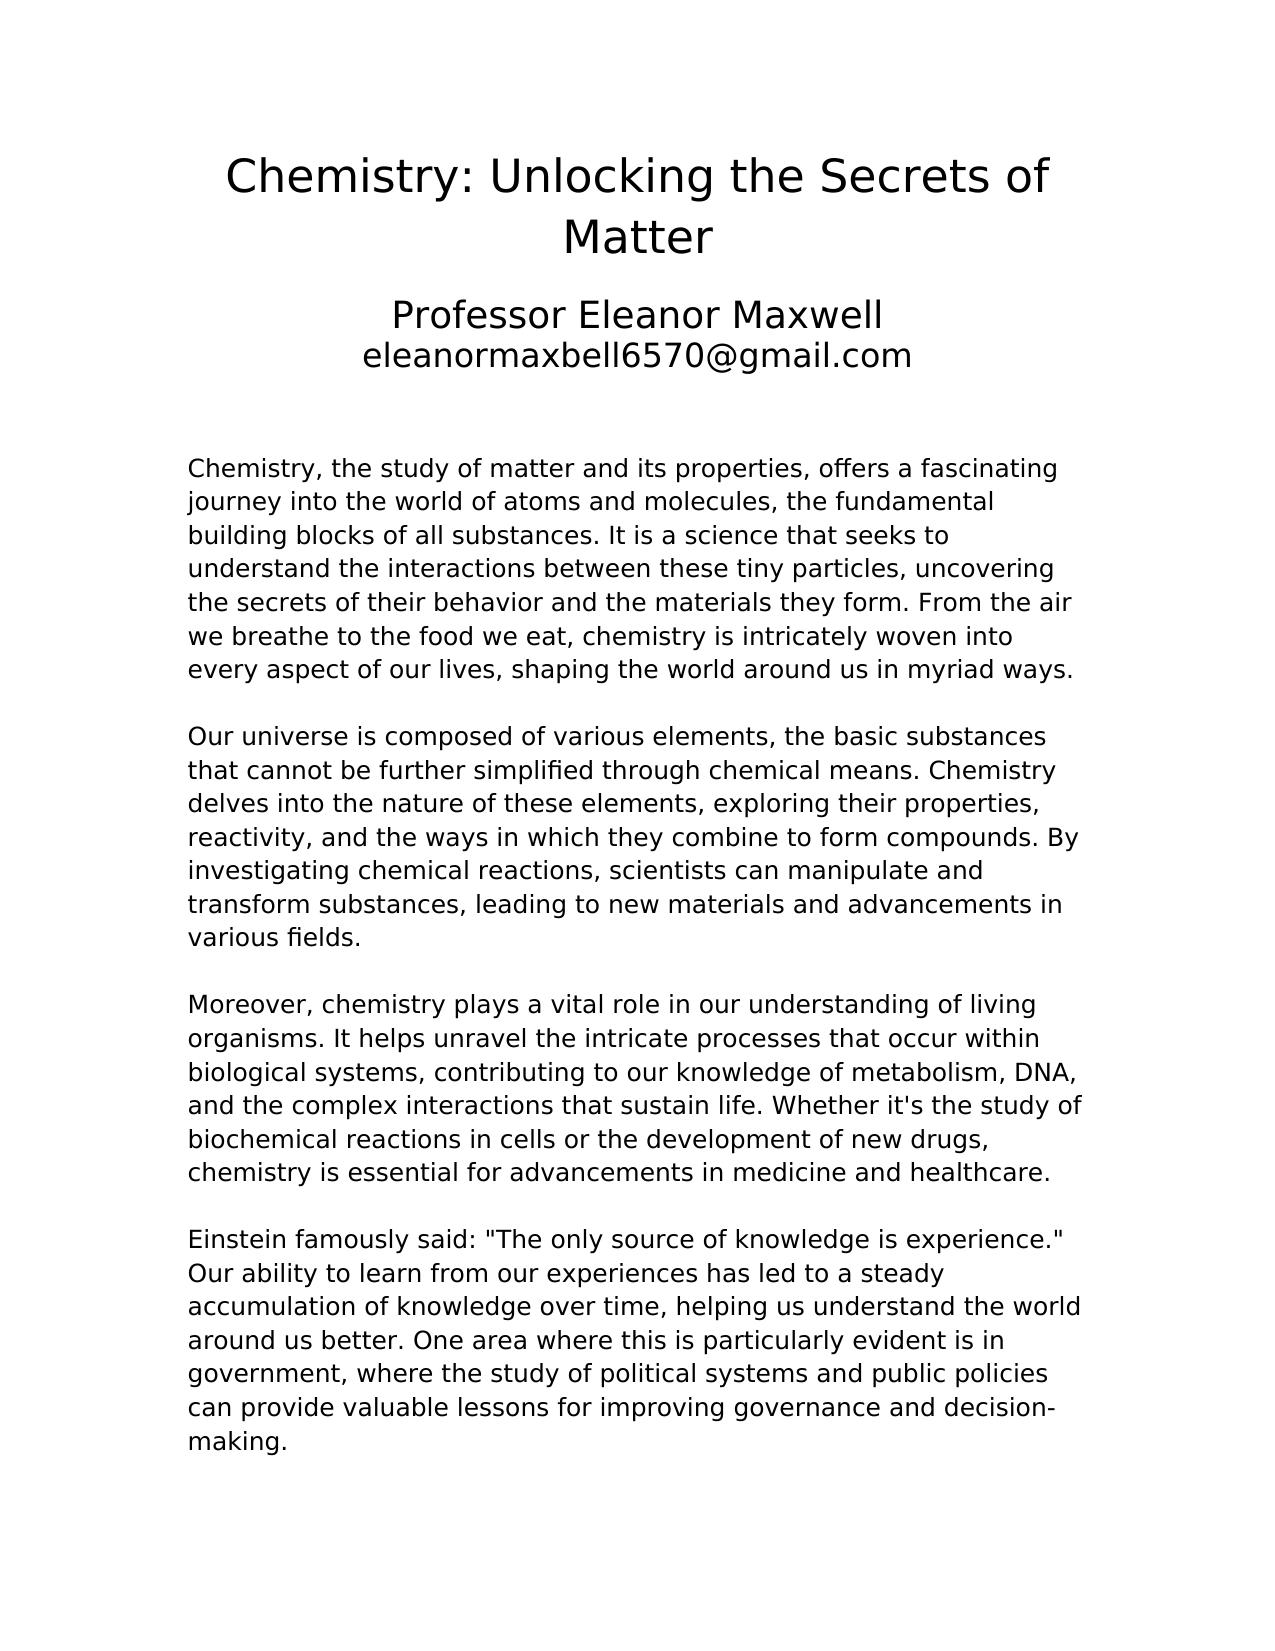 Chemistry: Unlocking the Secrets of
Matter
Professor Eleanor Maxwell
eleanormaxbell6570@gmail.com
Chemistry, the study of matter and its properties, offers a fascinating
journey into the world of atoms and molecules, the fundamental
building blocks of all substances. It is a science that seeks to
understand the interactions between these tiny particles, uncovering
the secrets of their behavior and the materials they form. From the air
we breathe to the food we eat, chemistry is intricately woven into
every aspect of our lives, shaping the world around us in myriad ways.
Our universe is composed of various elements, the basic substances
that cannot be further simplified through chemical means. Chemistry
delves into the nature of these elements, exploring their properties,
reactivity, and the ways in which they combine to form compounds. By
investigating chemical reactions, scientists can manipulate and
transform substances, leading to new materials and advancements in
various fields.
Moreover, chemistry plays a vital role in our understanding of living
organisms. It helps unravel the intricate processes that occur within
biological systems, contributing to our knowledge of metabolism, DNA,
and the complex interactions that sustain life. Whether it's the study of
biochemical reactions in cells or the development of new drugs,
chemistry is essential for advancements in medicine and healthcare.
Einstein famously said: "The only source of knowledge is experience."
Our ability to learn from our experiences has led to a steady
accumulation of knowledge over time, helping us understand the world
around us better. One area where this is particularly evident is in
government, where the study of political systems and public policies
can provide valuable lessons for improving governance and decision-
making.